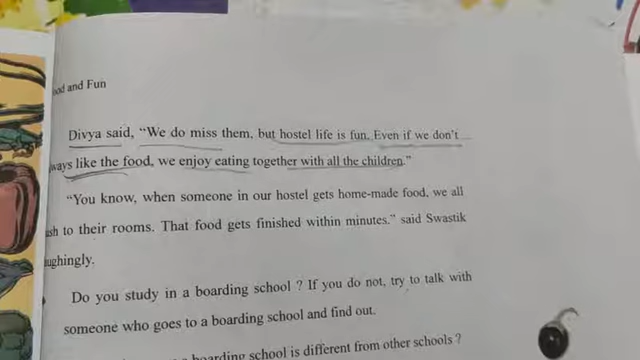 and Fun
Divya said, “We do miss them, but hostel life is fun. Even if we don’t
like the food, we enjoy eating together with all the children.”
“You know, when someone in our hostel gets home-made food, we all
to their rooms. That food gets finished within minutes.” said Swastik
Do you study in a boarding school ? If you do not, try to talk with
someone who goes to a boarding school and find out.
boarding school is different from other schools ?